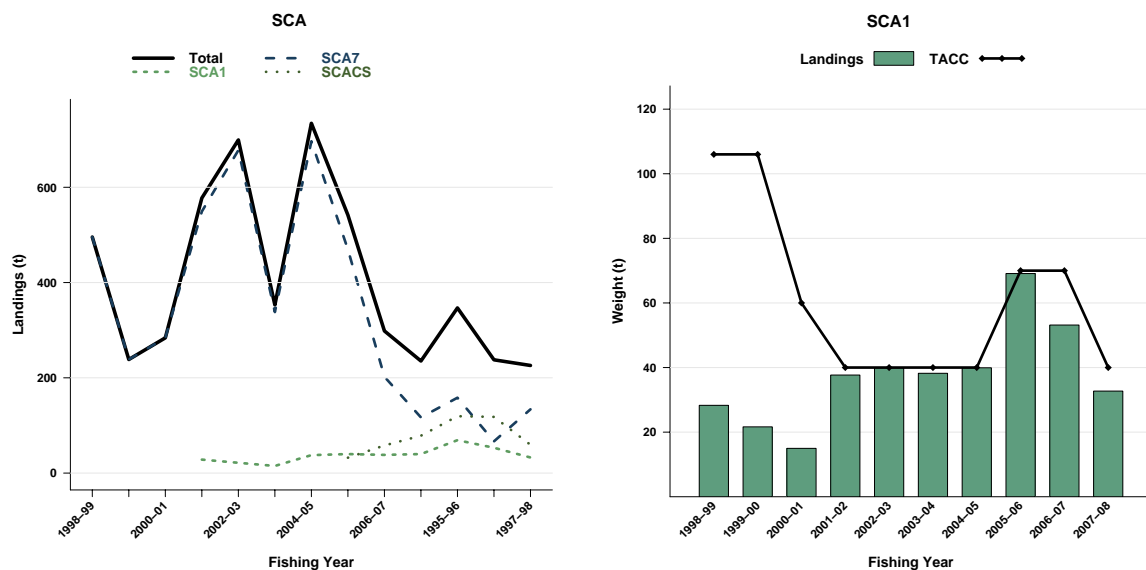 SCA
Total
SCA7
SCA1
SCACS
Landings (t)
600
400
200
0
1998–99
2000–01
2002–03
2004–05
2006–07
1995–96
1997–98
Fishing Year
SCA1
Landings
TACC
Weight (t)
120
100
80
60
40
20
1998–99
1999–00
2000–01
2001–02
2002–03
2003–04
2004–05
2005–06
2006–07
2007–08
Fishing Year